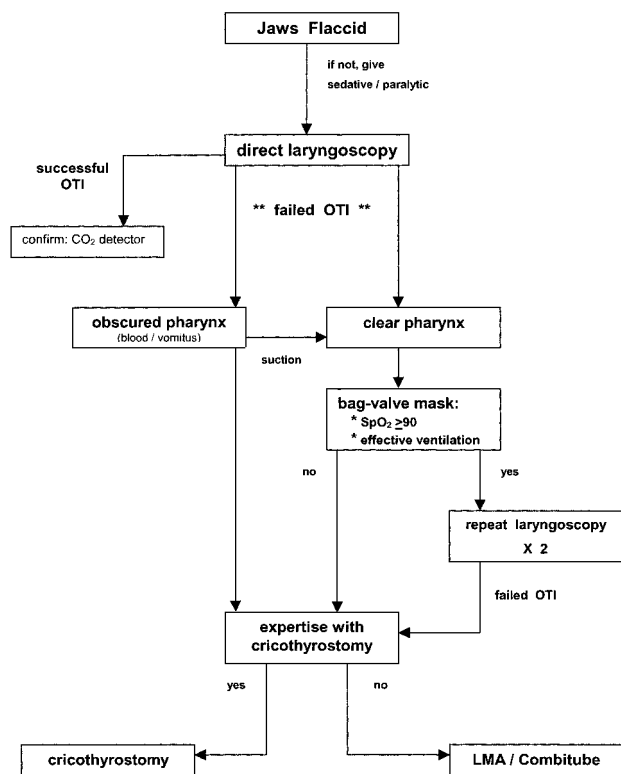 Jaws Flaccid
if not, give
sedative / paralytic
direct laryngoscopy
successful
OTI
** failed OTI **
confirm: CO₂ detector
obscured pharynx
(blood / vomitus)
suction
clear pharynx
bag-valve mask:
* SpO₂ ≥90
* effective ventilation
no
yes
repeat laryngoscopy
X 2
failed OTI
expertise with
cricothyrostomy
yes
no
cricothyrostomy
LMA / Combitube